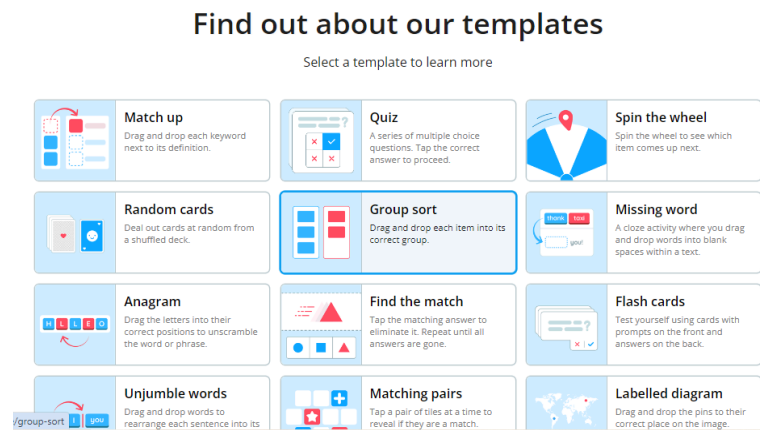 Find out about our templates
Select a template to learn more
Match up
Drag and drop each keyword
next to its definition.
Quiz
A series of multiple choice
questions. Tap the correct
answer to proceed.
Spin the wheel
Spin the wheel to see which
item comes up next.
Random cards
Deal out cards at random from
a shuffled deck.
Group sort
Drag and drop each item into its
correct group.
thank
taxi
you!
Missing word
A cloze activity where you drag
and drop words into blank
spaces within a text.
H L L E O
Anagram
Drag the letters into their
correct positions to unscramble
the word or phrase.
Find the match
Tap the matching answer to
eliminate it. Repeat until all
answers are gone.
?
Flash cards
Test yourself using cards with
prompts on the front and
answers on the back.
I you
Unjumble words
Drag and drop words to
rearrange each sentence into its
Matching pairs
Tap a pair of tiles at a time to
reveal if they are a match.
Labelled diagram
Drag and drop the pins to their
correct place on the image.
/group-sort